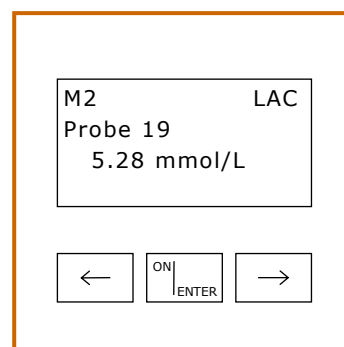 M2 LAC
Probe 19
5.28 mmol/L
← ON ENTER →